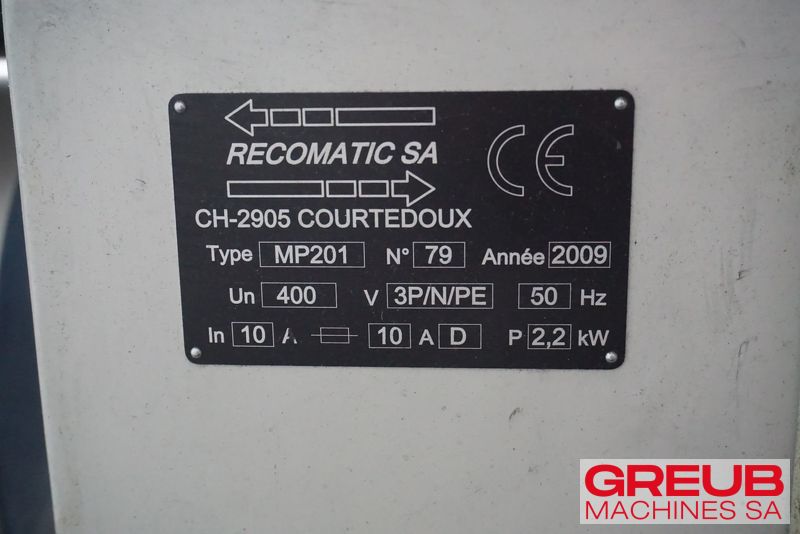 RECOMATIC SA
CE
CH-2905 COURTEDOUX
Type MP201 N° 79 Année 2009
Un 400 V 3P/N/PE 50 Hz
In 10 A 10 A D P 2,2 kW
GREUB
MACHINES SA